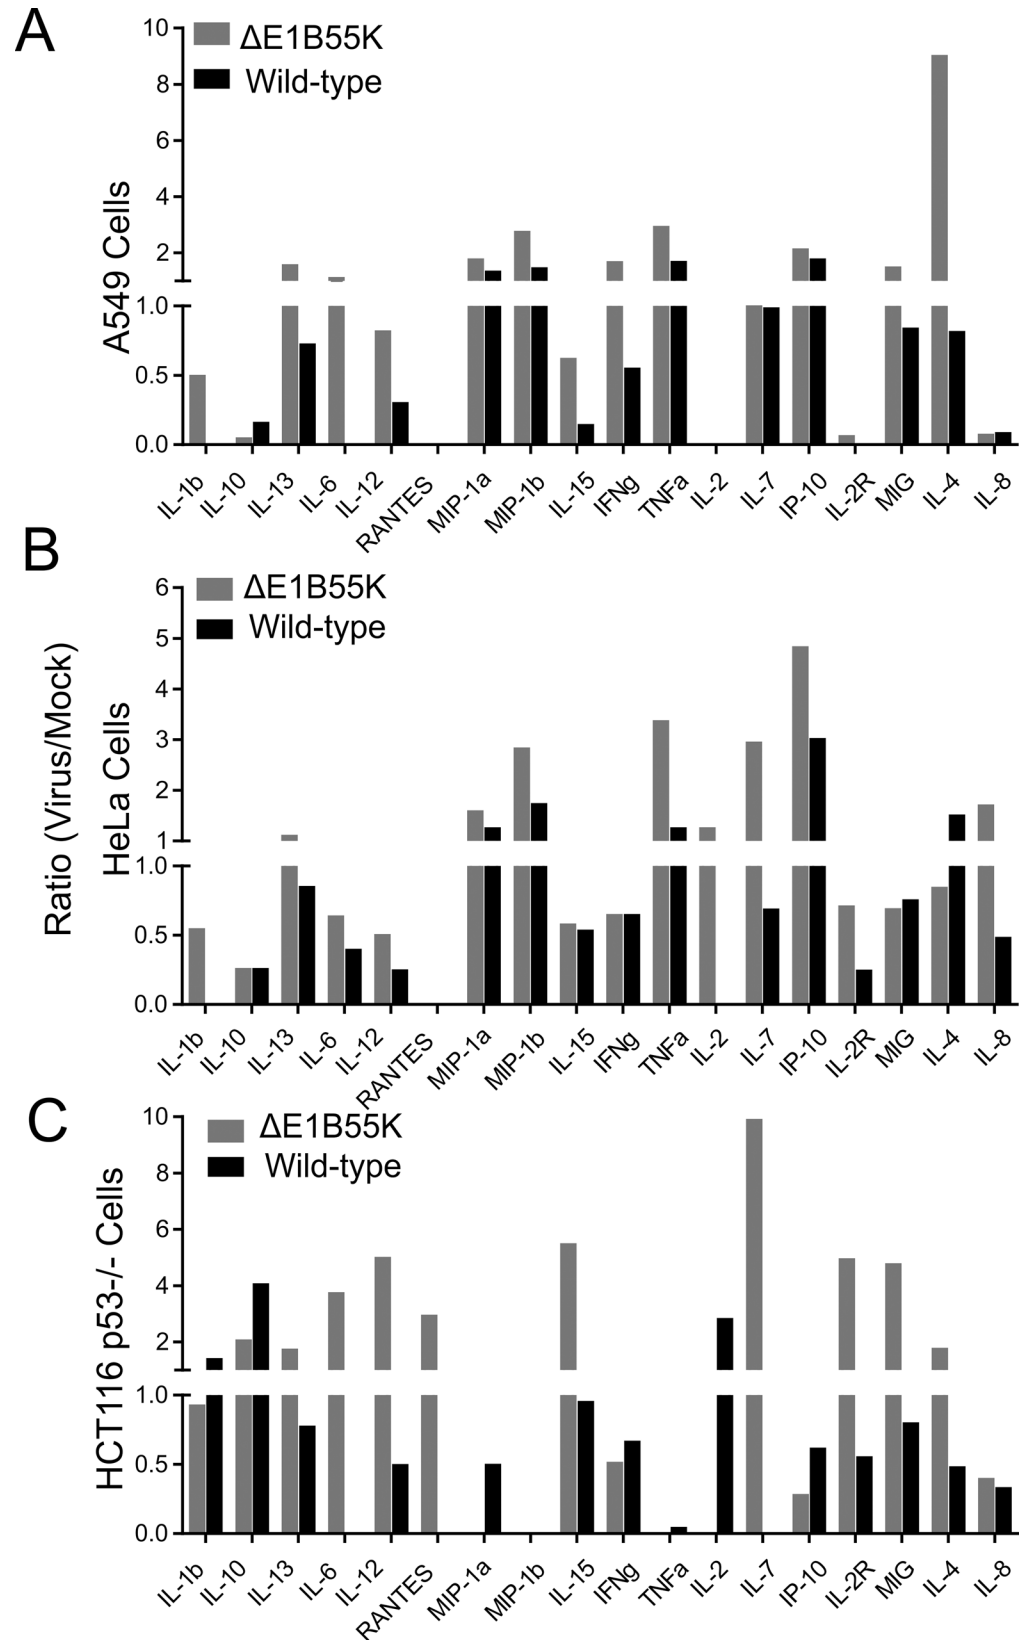 A
ΔE1B55K
Wild-type
A549 Cells
10
8
6
4
2
1.0
0.5
0.0
IL-1b IL-10 IL-13 IL-6 IL-12 RANTES MIP-1a MIP-1b IL-15 IFNg TNFa IL-2 IL-7 IP-10 IL-2R MIG IL-4 IL-8
B
ΔE1B55K
Wild-type
Ratio (Virus/Mock)
HeLa Cells
6
5
4
3
2
1
1.0
0.5
0.0
IL-1b IL-10 IL-13 IL-6 IL-12 RANTES MIP-1a MIP-1b IL-15 IFNg TNFa IL-2 IL-7 IP-10 IL-2R MIG IL-4 IL-8
C
ΔE1B55K
Wild-type
HCT116 p53-/- Cells
10
8
6
4
2
1.0
0.5
0.0
IL-1b IL-10 IL-13 IL-6 IL-12 RANTES MIP-1a MIP-1b IL-15 IFNg TNFa IL-2 IL-7 IP-10 IL-2R MIG IL-4 IL-8